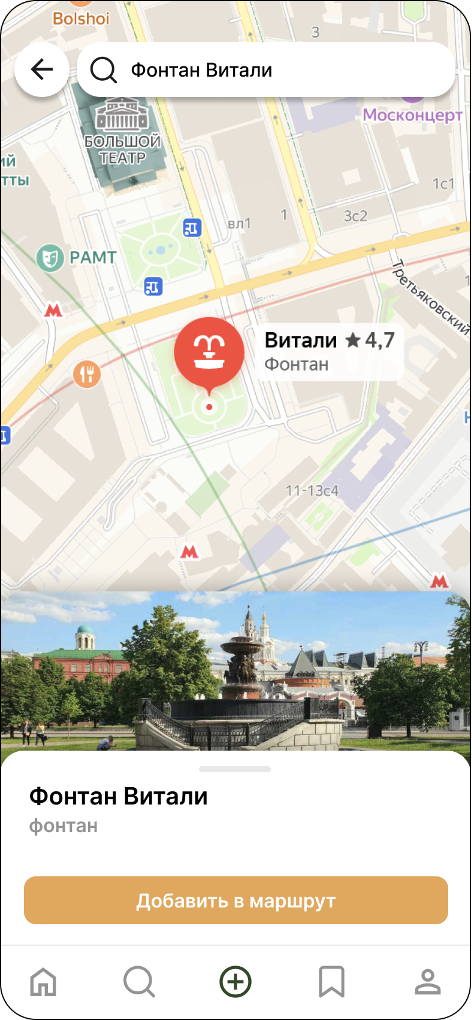 Bolshoi
3
Фонтан Витали
Москонцерт
БОЛЬШОЙ
ТЕАТР
ий
тты
1с1
вл1
1
3с2
РАМТ
Третьяковский
Витали ★ 4,7
Фонтан
11-13с4
Фонтан Витали
фонтан
Добавить в маршрут